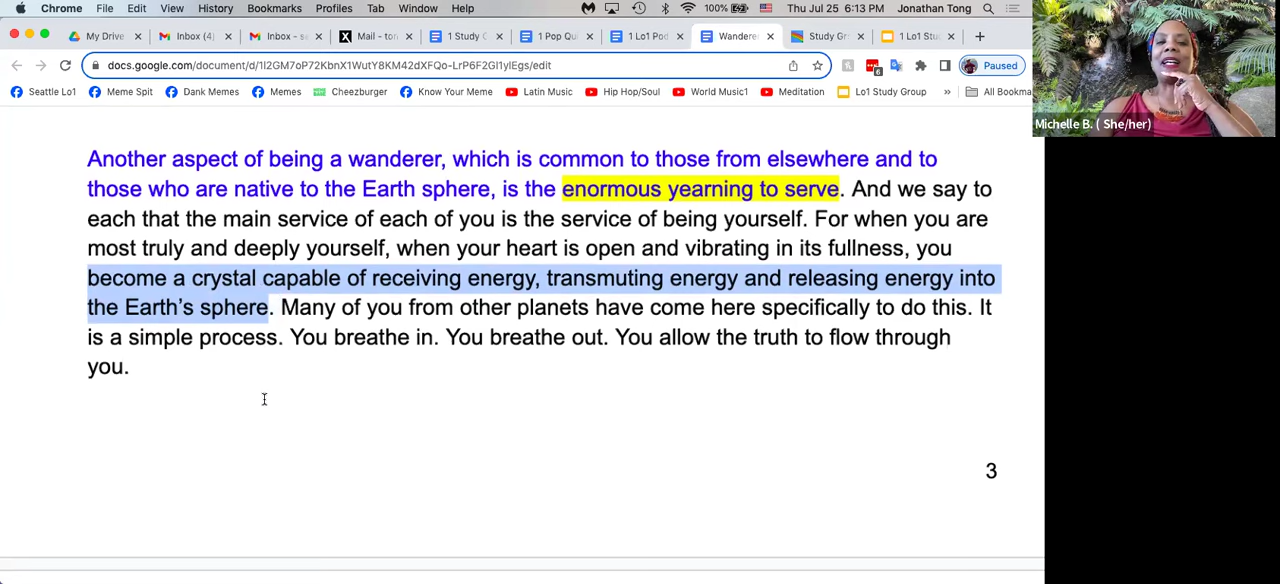 Chrome File Edit View History Bookmarks Profiles Tab Window Help 100% Thu Jul 25 6:13 PM Jonathan Tong
My Drive Inbox (4) Inbox - se Mail - tor 1 Study G 1 Pop Qui 1 Lo1 Pod Wandere Study Gr 1 Lo1 Stu
docs.google.com/document/d/ 6 Paused
Seattle Lo1 Meme Spit Dank Memes Memes Cheezburger Know Your Meme Latin Music Hip Hop/Soul World Music1 Meditation Lo1 Study Group » All Bookma
Michelle B. ( She/her)
Another aspect of being a wanderer, which is common to those from elsewhere and to
those who are native to the Earth sphere, is the enormous yearning to serve. And we say to
each that the main service of each of you is the service of being yourself. For when you are
most truly and deeply yourself, when your heart is open and vibrating in its fullness, you
become a crystal capable of receiving energy, transmuting energy and releasing energy into
the Earth's sphere. Many of you from other planets have come here specifically to do this. It
is a simple process. You breathe in. You breathe out. You allow the truth to flow through
you.
3